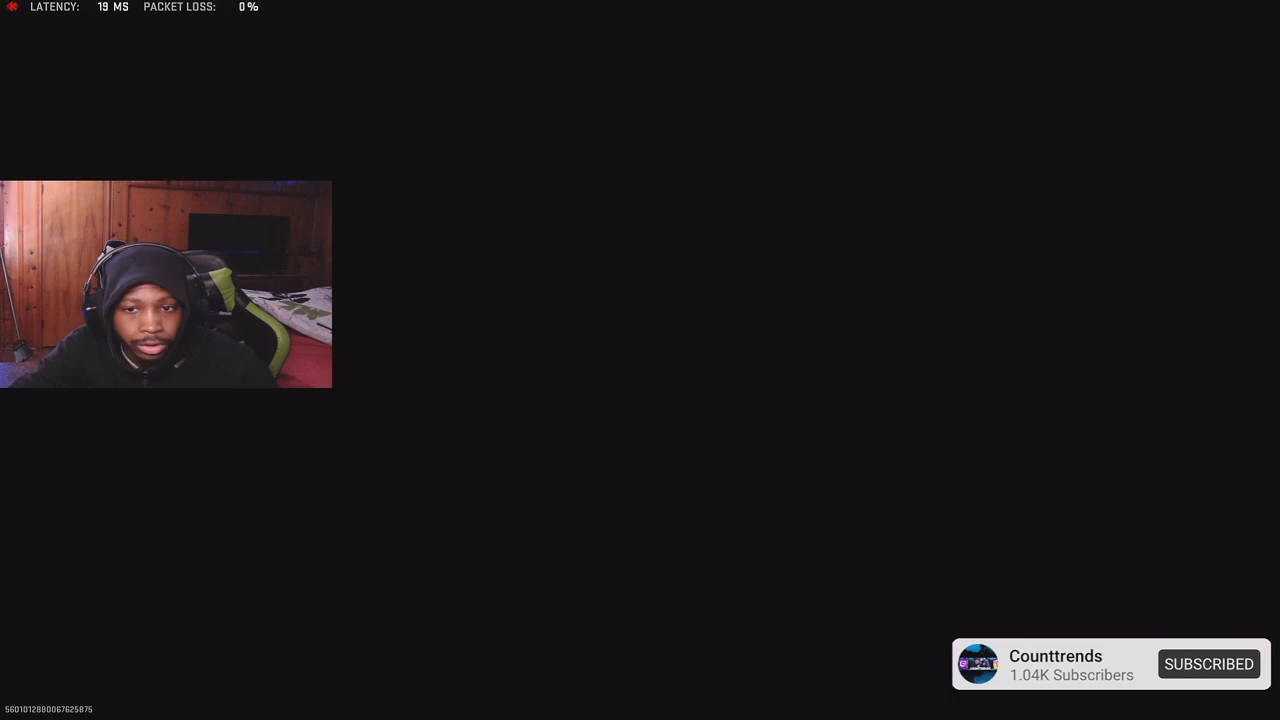 LATENCY: 19 MS PACKET LOSS: 0%
Counttrends
1.04K Subscribers
SUBSCRIBED
5601012880067625875